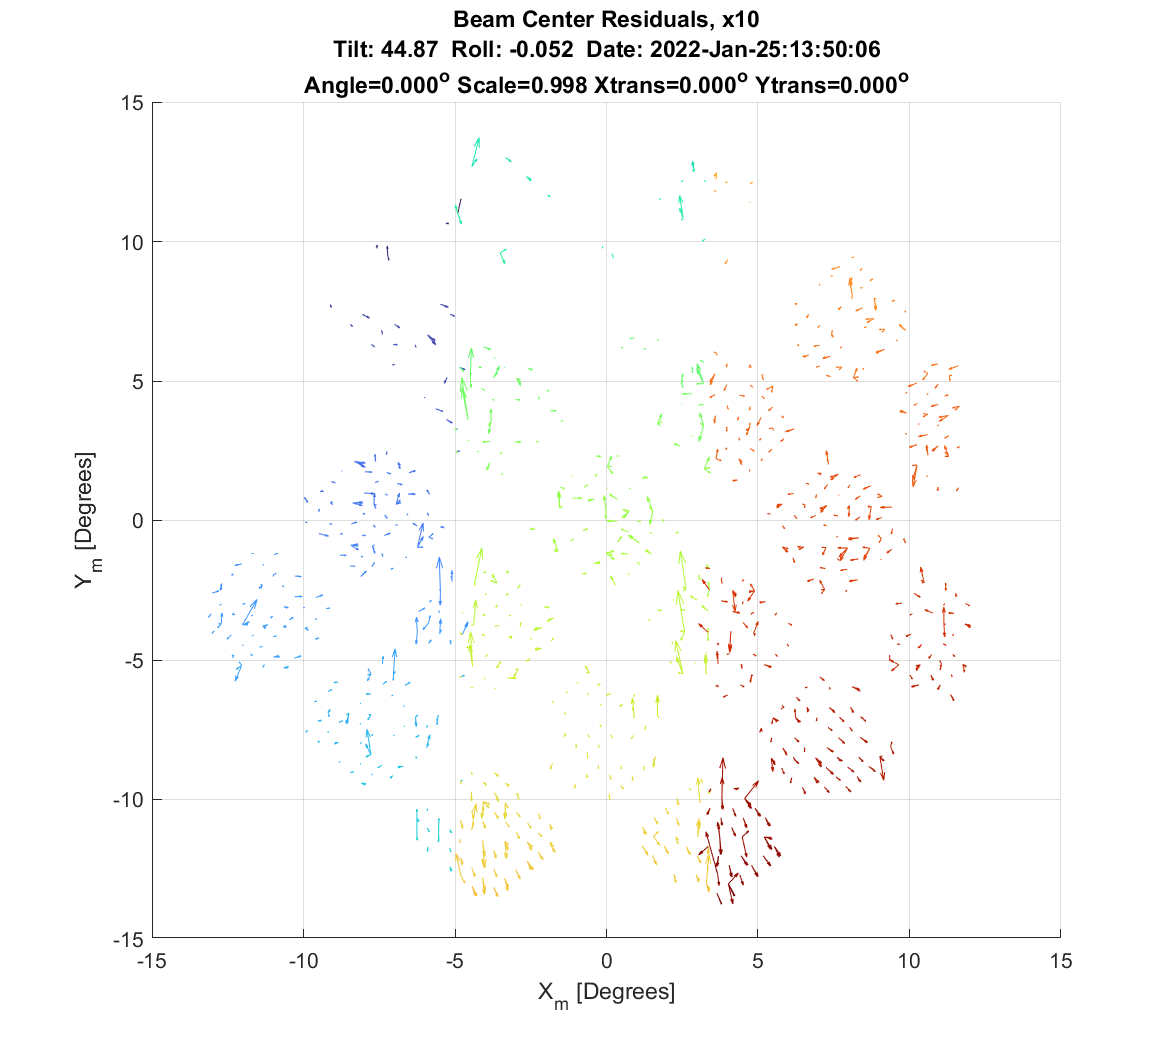 Beam Center Residuals, x10
Tilt: 44.87 Roll: -0.052 Date: 2022-Jan-25:13:50:06
Angle=0.000° Scale=0.998 Xtrans=0.000° Ytrans=0.000°
15
10
5
0
-5
-10
-15
Y_m [Degrees]
-15 -10 -5 0 5 10 15
X_m [Degrees]